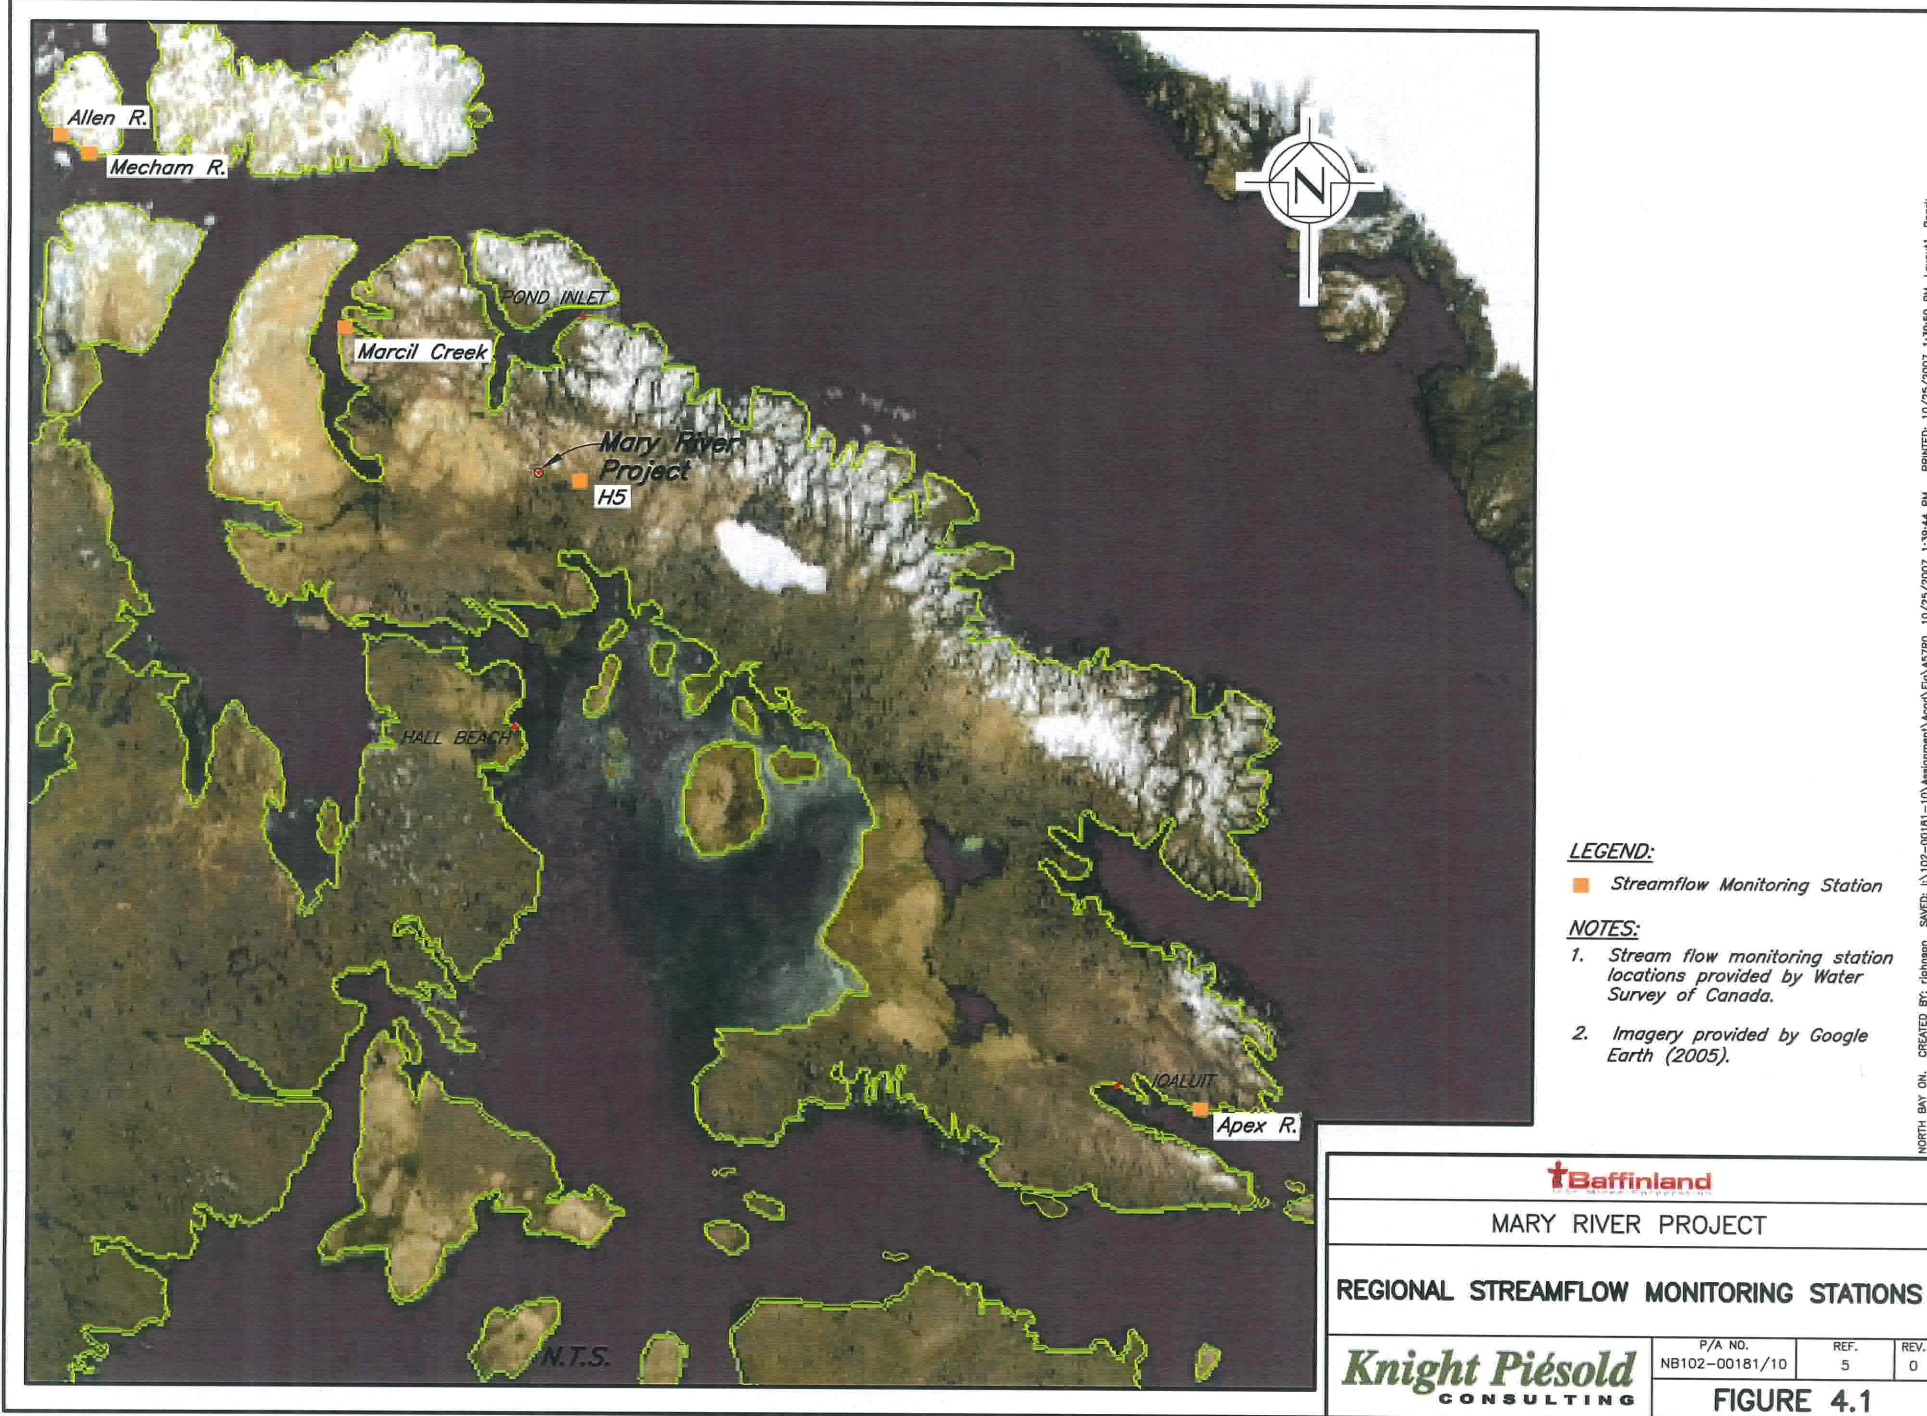 Allen R.
Mecham R.
POND INLET
Marcil Creek
Mary River
Project
H5
HALL BEACH
IQALUIT
Apex R.
N.T.S.
N
LEGEND:
Streamflow Monitoring Station
NOTES:
1. Stream flow monitoring station
locations provided by Water
Survey of Canada.
2. Imagery provided by Google
Earth (2005).
Baffinland
MARY RIVER PROJECT
REGIONAL STREAMFLOW MONITORING STATIONS
Knight Piésold
CONSULTING
P/A NO.
NB102-00181/10
REF.
5
REV.
0
FIGURE 4.1